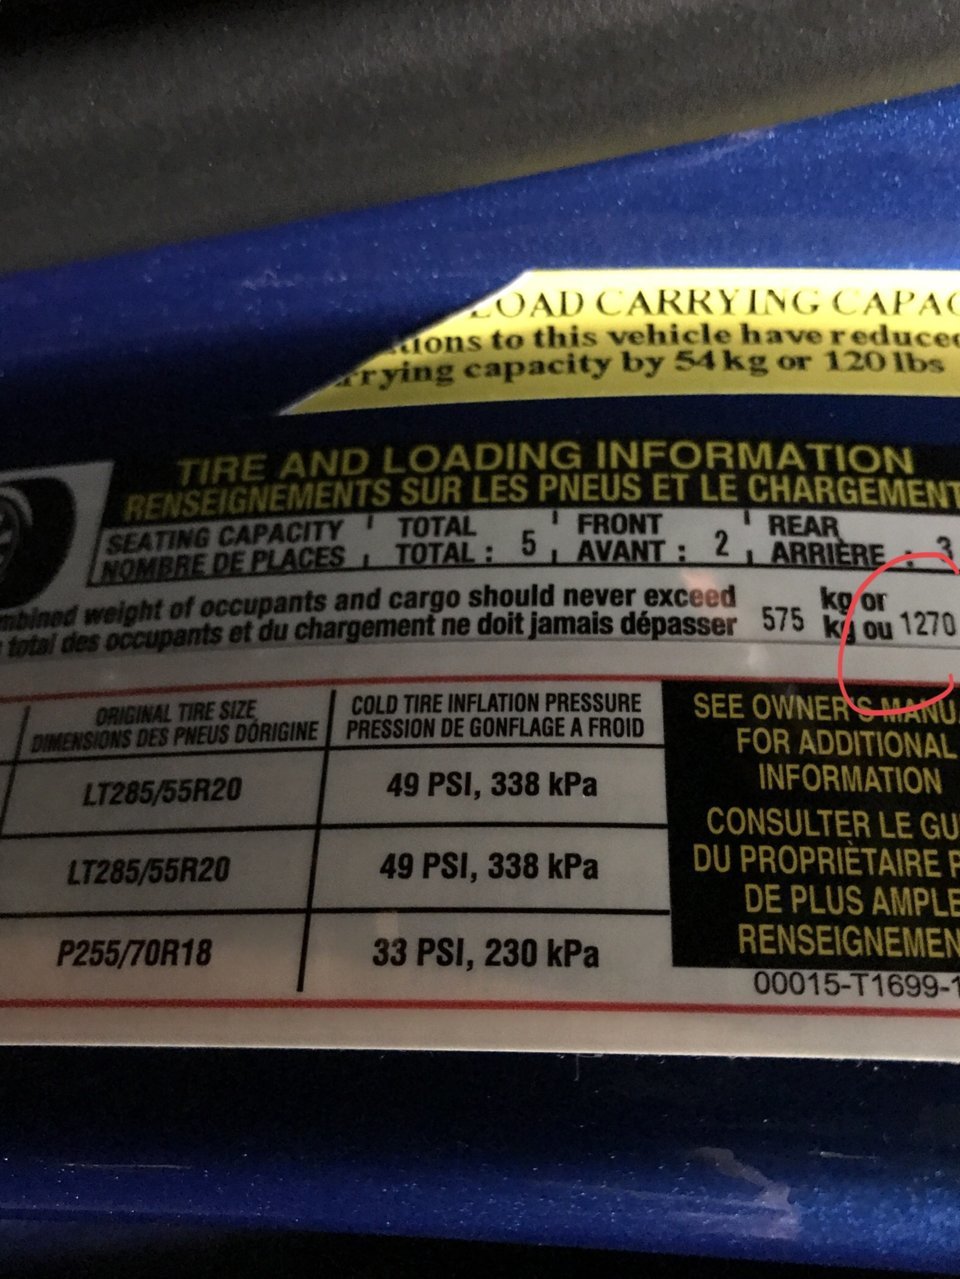 LOAD CARRYING CAPAC
tions to this vehicle have reduced
rrying capacity by 54 kg or 120 lbs
TIRE AND LOADING INFORMATION
RENSEIGNEMENTS SUR LES PNEUS ET LE CHARGEMENT
SEATING CAPACITY TOTAL FRONT REAR
NOMBRE DE PLACES TOTAL : 5 AVANT : 2 ARRIÈRE : 3
mbined weight of occupants and cargo should never exceed 575 kg or 1270
total des occupants et du chargement ne doit jamais dépasser kg ou
ORIGINAL TIRE SIZE
DIMENSIONS DES PNEUS DÓRIGINE
COLD TIRE INFLATION PRESSURE
PRESSION DE GONFLAGE A FROID
LT285/55R20 49 PSI, 338 kPa
LT285/55R20 49 PSI, 338 kPa
P255/70R18 33 PSI, 230 kPa
SEE OWNER'S MANU
FOR ADDITIONAL
INFORMATION
CONSULTER LE GU
DU PROPRIÈTAIRE P
DE PLUS AMPLE
RENSEIGNEMEN
00015-T1699-1